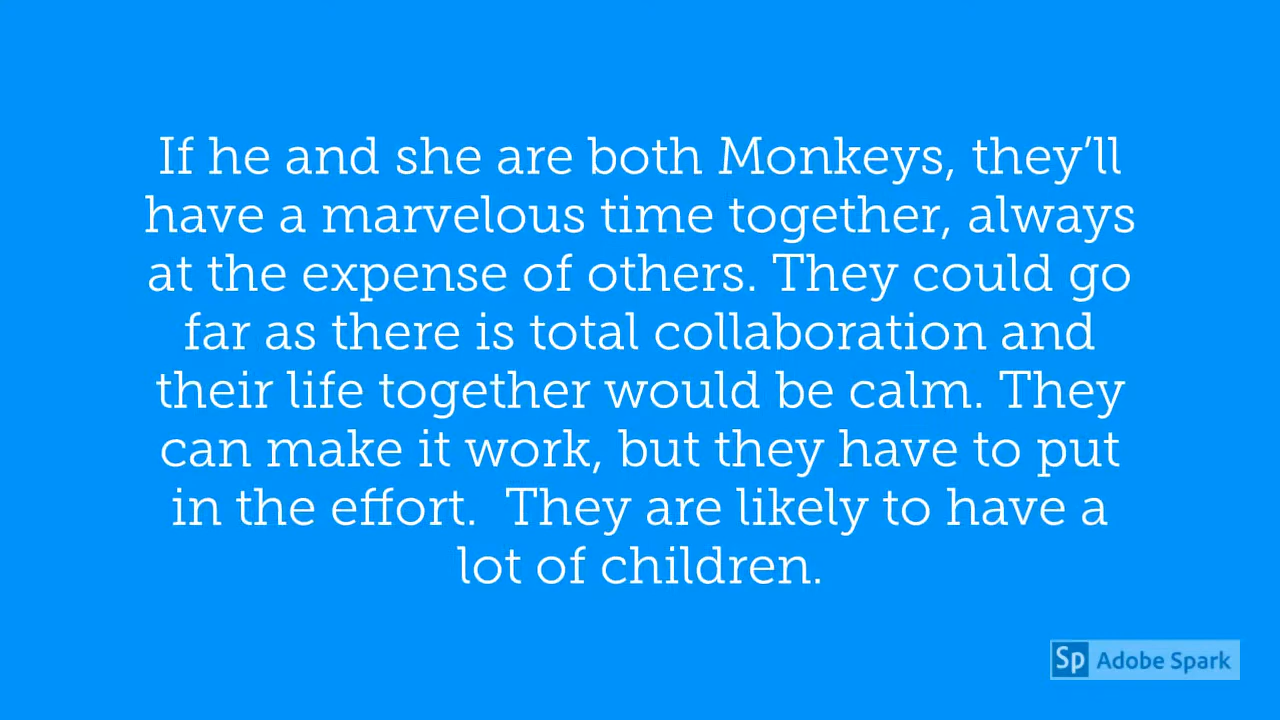 If he and she are both Monkeys, they’ll
have a marvelous time together, always
at the expense of others. They could go
far as there is total collaboration and
their life together would be calm. They
can make it work, but they have to put
in the effort.  They are likely to have a
lot of children.
Sp Adobe Spark